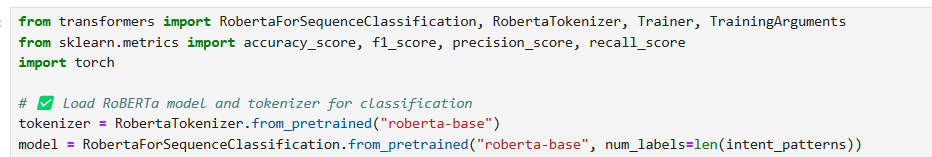 from transformers import RobertaForSequenceClassification, RobertaTokenizer, Trainer, TrainingArguments
from sklearn.metrics import accuracy_score, f1_score, precision_score, recall_score
import torch
# ✅ Load RoBERTa model and tokenizer for classification
tokenizer = RobertaTokenizer.from_pretrained("roberta-base")
model = RobertaForSequenceClassification.from_pretrained("roberta-base", num_labels=len(intent_patterns))